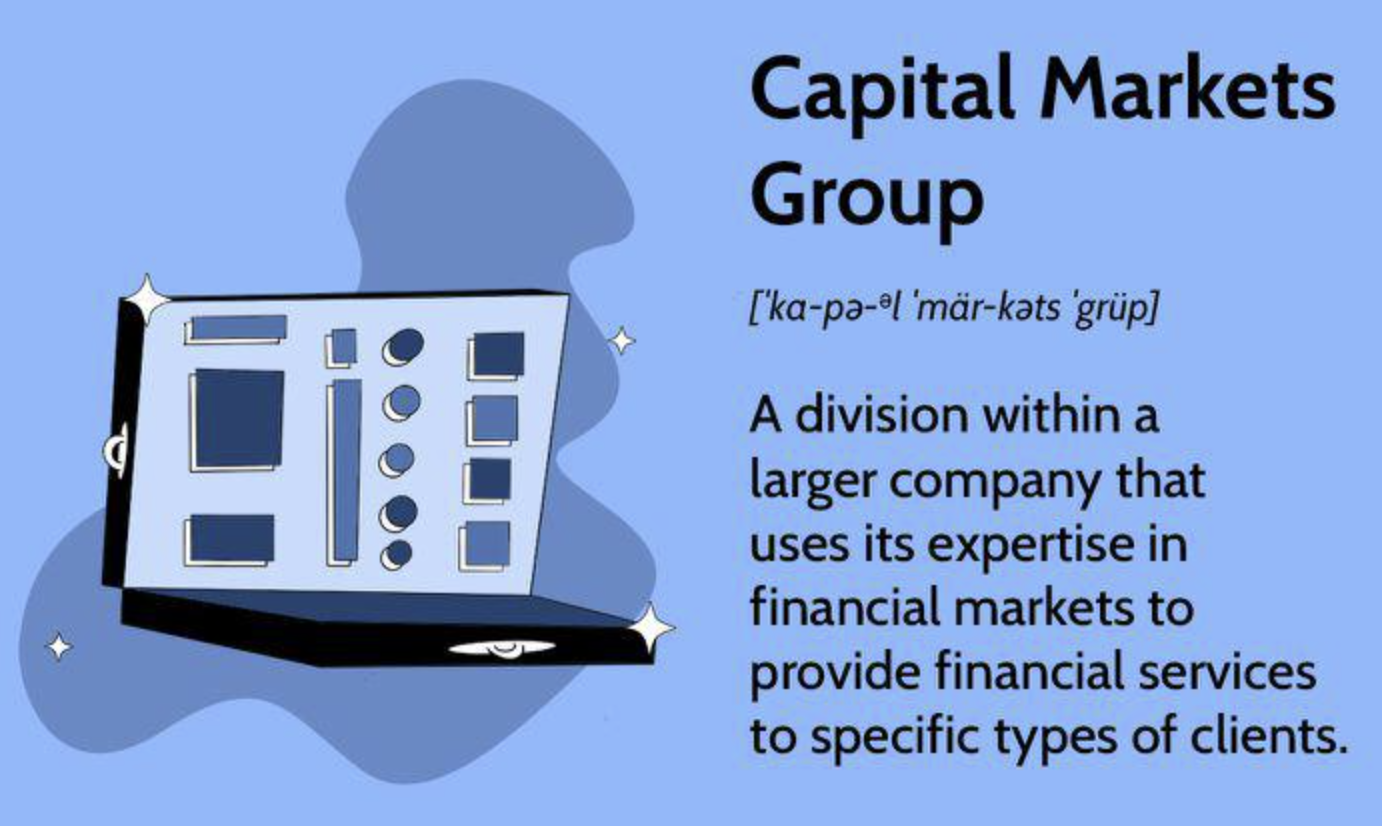 Capital Markets
Group
[ˈka-pə-ᵊl ˈmär-kəts ˈgrüp]
A division within a
larger company that
uses its expertise in
financial markets to
provide financial services
to specific types of clients.